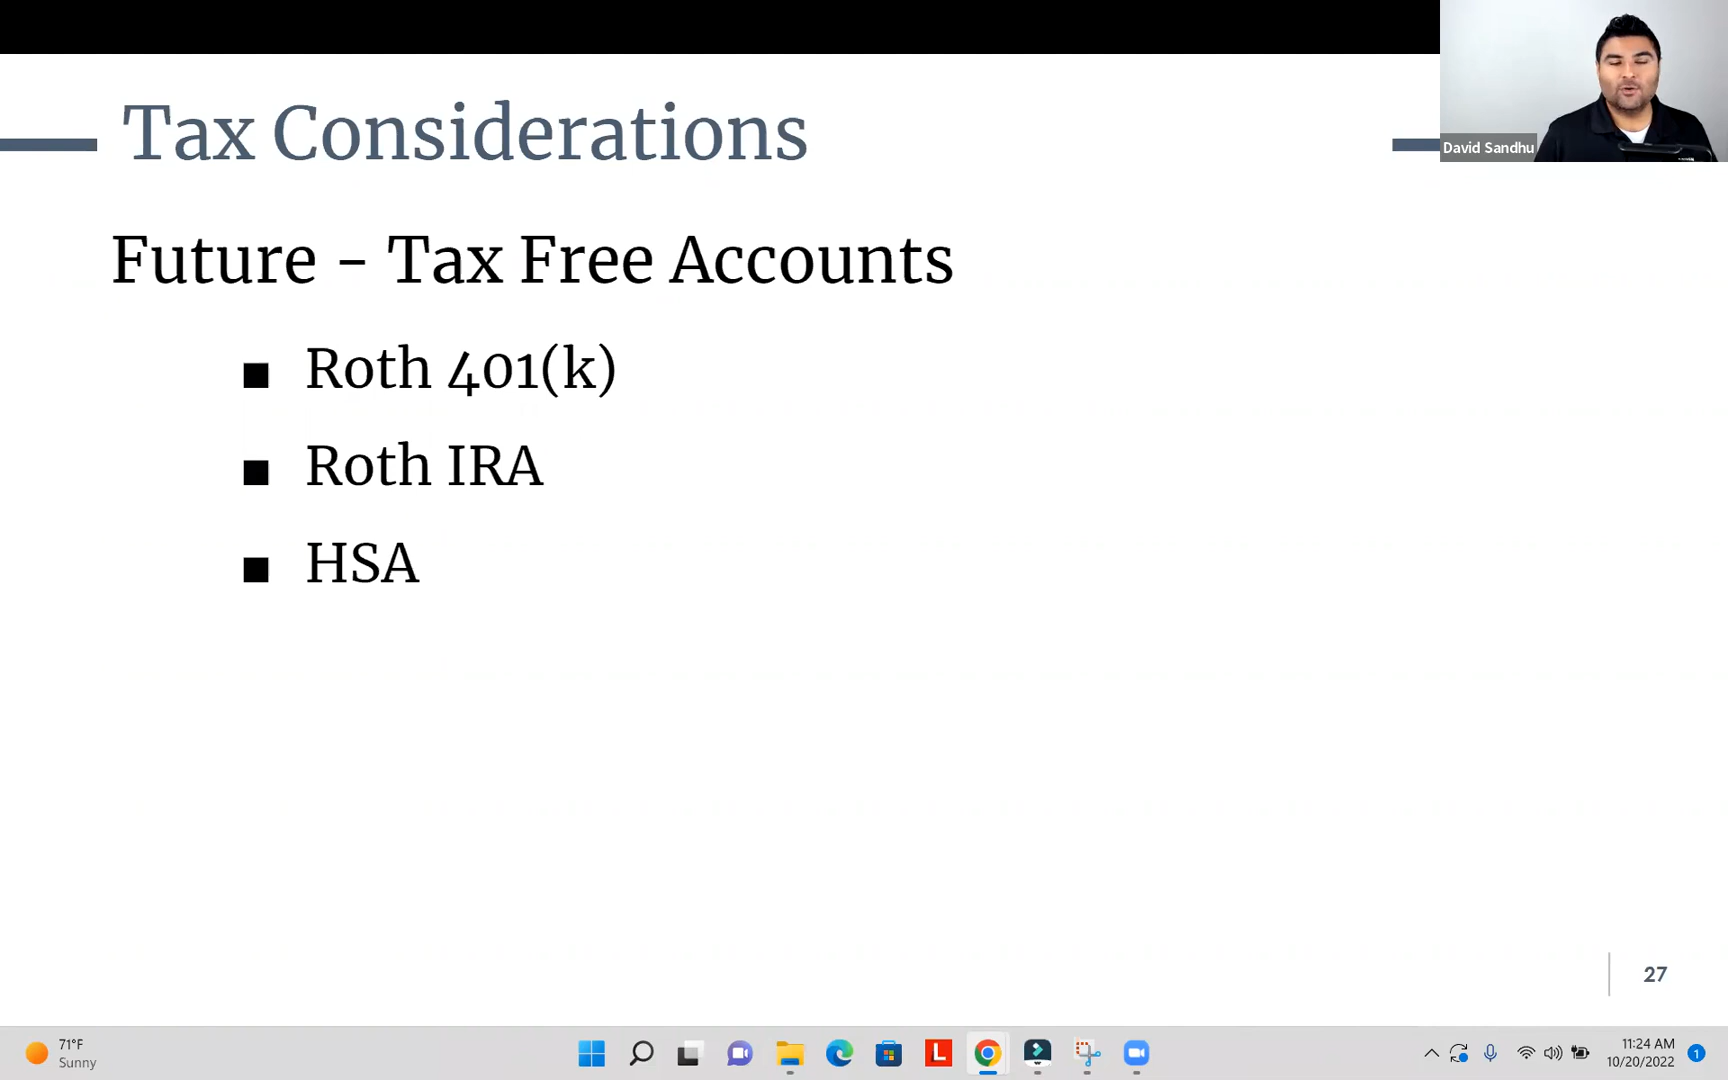 Tax Considerations
David Sandhu
Future - Tax Free Accounts
■ Roth 401(k)
■ Roth IRA
■ HSA
27
71°F
Sunny
L
11:24 AM
10/20/2022
1